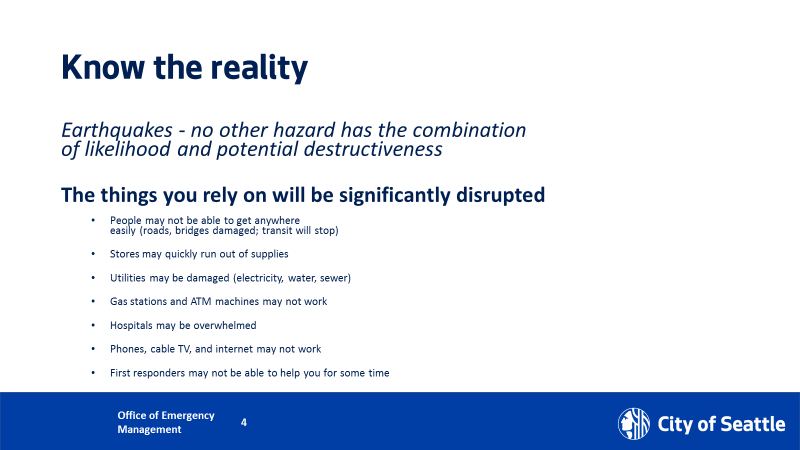 Know the reality
Earthquakes - no other hazard has the combination
of likelihood and potential destructiveness
The things you rely on will be significantly disrupted
• People may not be able to get anywhere
easily (roads, bridges damaged; transit will stop)
• Stores may quickly run out of supplies
• Utilities may be damaged (electricity, water, sewer)
• Gas stations and ATM machines may not work
• Hospitals may be overwhelmed
• Phones, cable TV, and internet may not work
• First responders may not be able to help you for some time
Office of Emergency
Management
4
City of Seattle